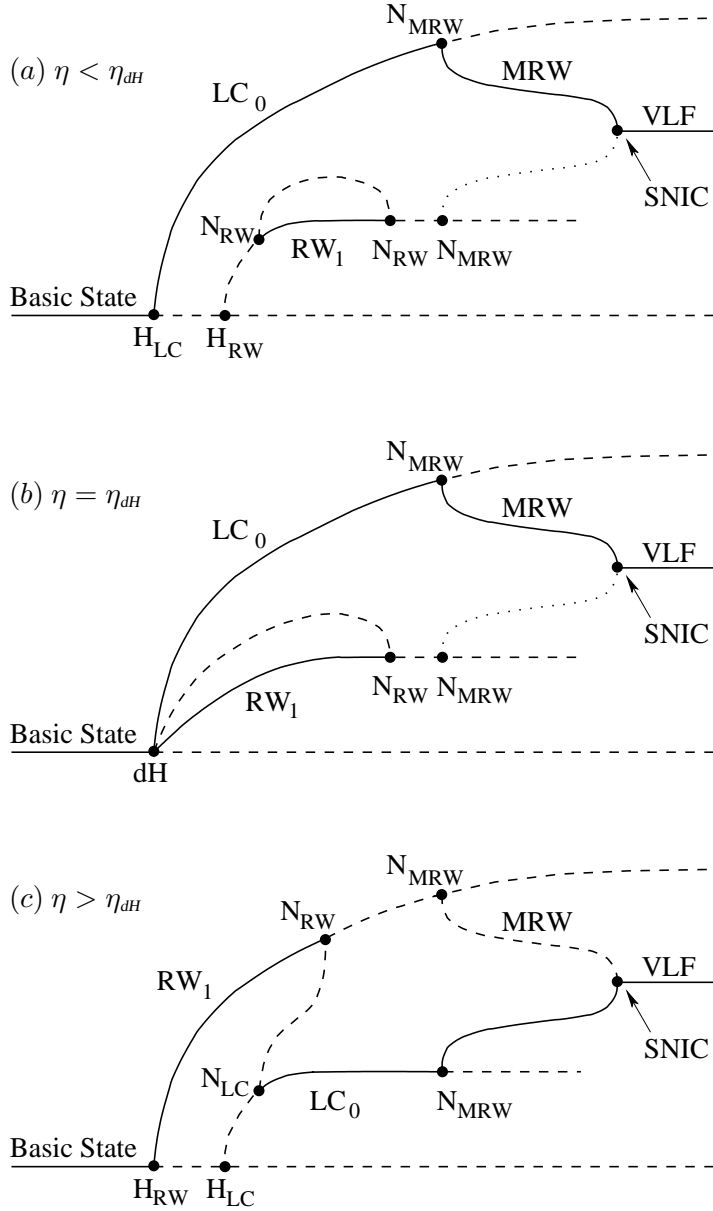 N_MRW
(a) η < η_dH
MRW
LC_0
VLF
SNIC
N_RW
RW_1
N_RW
N_MRW
Basic State
H_LC
H_RW
N_MRW
(b) η = η_dH
LC_0
MRW
VLF
SNIC
N_RW
N_MRW
RW_1
Basic State
dH
N_MRW
(c) η > η_dH
N_RW
MRW
RW_1
VLF
SNIC
N_LC
LC_0
N_MRW
Basic State
H_RW
H_LC